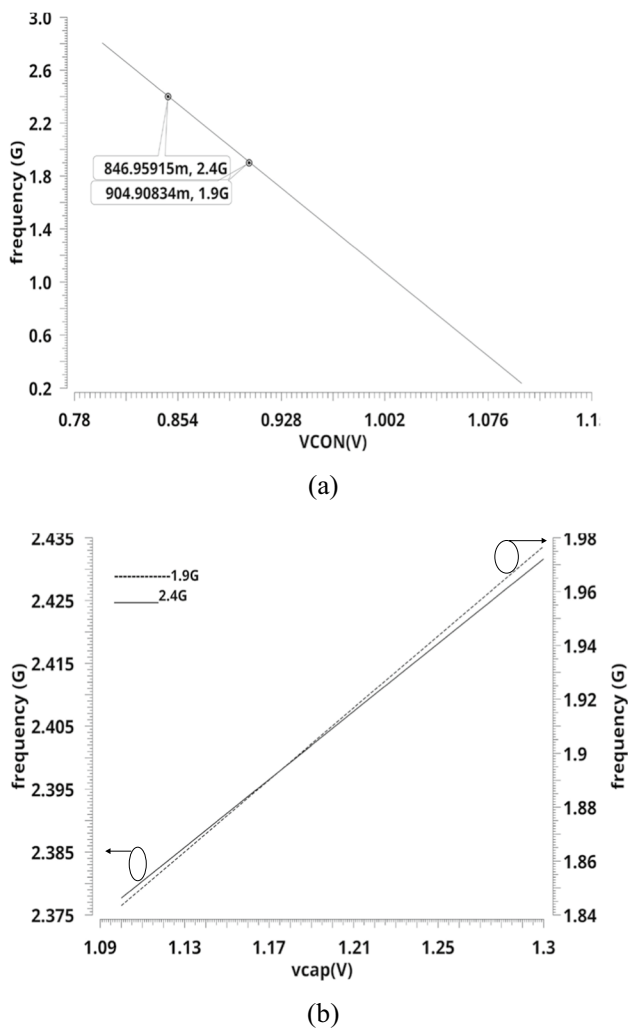 3.0
2.6
2.2
1.8
1.4
1.0
0.6
0.2
frequency (G)
846.95915m, 2.4G
904.90834m, 1.9G
0.78 0.854 0.928 1.002 1.076 1.1
VCON(V)
(a)
2.435
2.425
2.415
2.405
2.395
2.385
2.375
frequency (G)
1.9G
2.4G
1.98
1.96
1.94
1.92
1.9
1.88
1.86
1.84
frequency (G)
1.09 1.13 1.17 1.21 1.25 1.3
vcap(V)
(b)